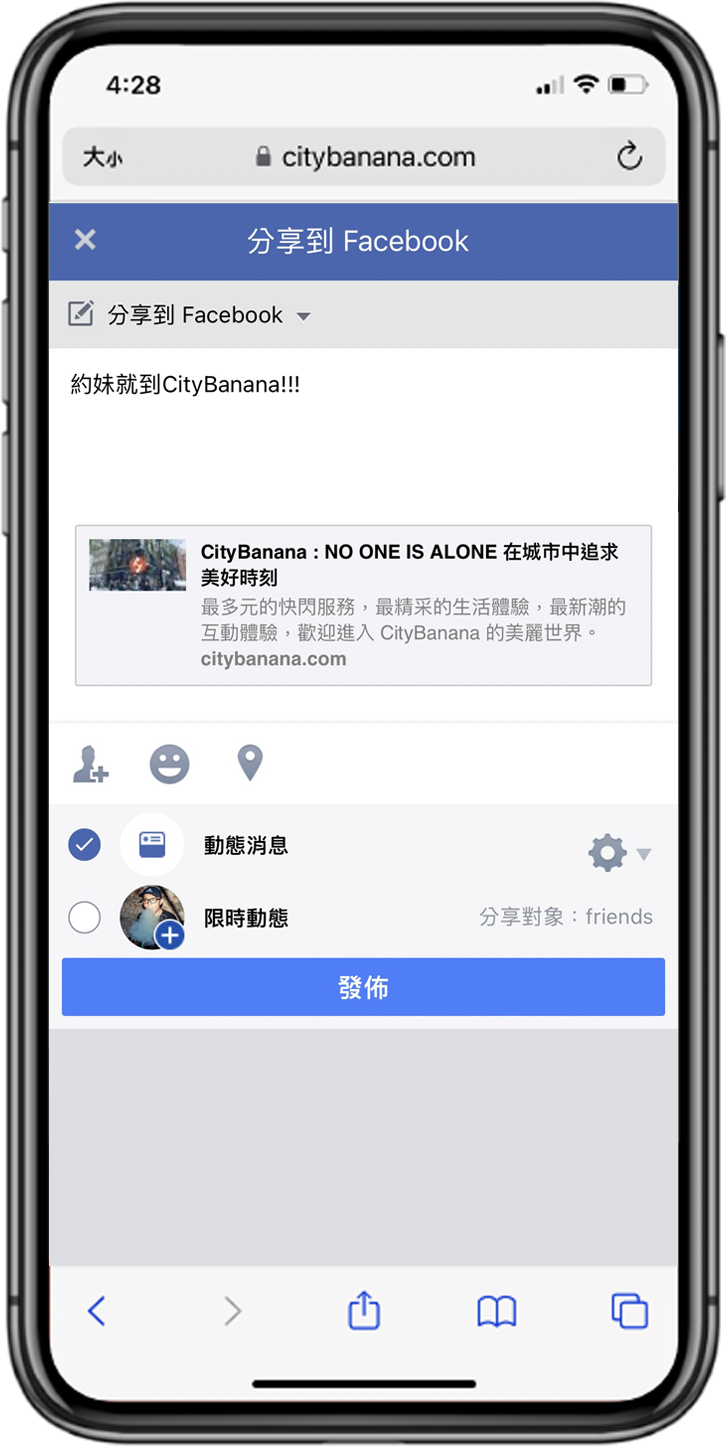 4:28
大小 citybanana.com
分享到 Facebook
分享到 Facebook
約妹就到CityBanana!!!
CityBanana : NO ONE IS ALONE 在城市中追求
美好時刻
最多元的快閃服務，最精采的生活體驗，最新潮的
互動體驗，歡迎進入 CityBanana 的美麗世界。
citybanana.com
動態消息
限時動態 分享對象：friends
發佈